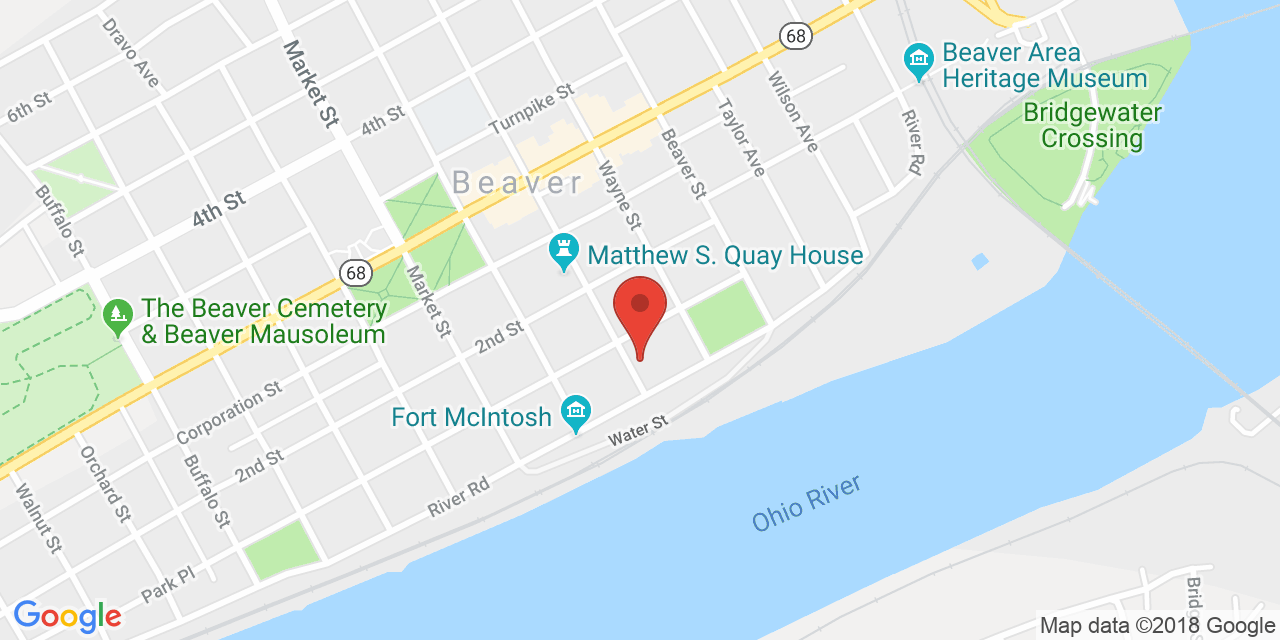 Dravo Ave
Market St
68
Beaver Area
Heritage Museum
6th St
4th St
Turnpike St
Wilson Ave
Taylor Ave
Bridgewater
Crossing
River Rd
Beaver St
Beaver
Wayne St
Buffalo St
4th St
Matthew S. Quay House
68
The Beaver Cemetery
& Beaver Mausoleum
Market St
2nd St
Corporation St
Fort McIntosh
Water St
Orchard St
2nd St
Buffalo St
River Rd
Ohio River
Walnut St
Park Pl
Google
Map data ©2018 Google